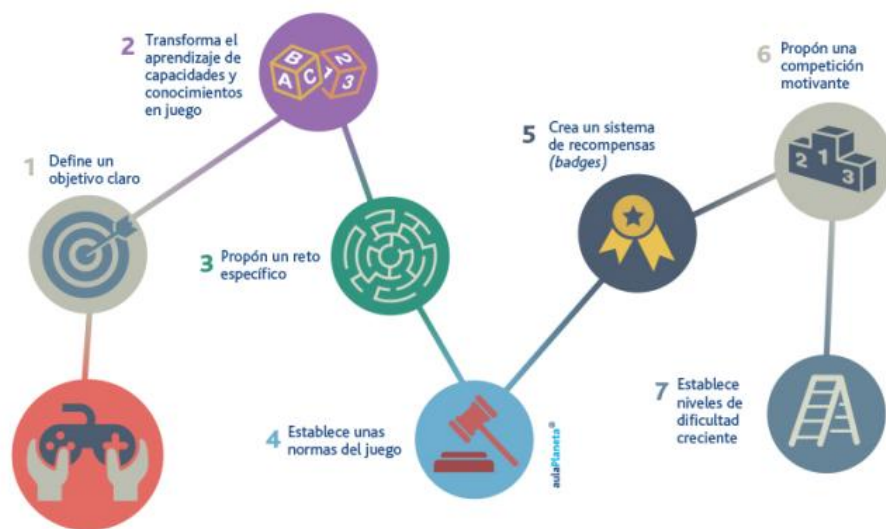 1 Define un
objetivo claro
2 Transforma el
aprendizaje de
capacidades y
conocimientos
en juego
B
A C 1 2
3
3 Propón un reto
específico
4 Establece unas
normas del juego
aulaPlaneta®
5 Crea un sistema
de recompensas
(badges)
6 Propón una
competición
motivante
2 1 3
7 Establece
niveles de
dificultad
creciente